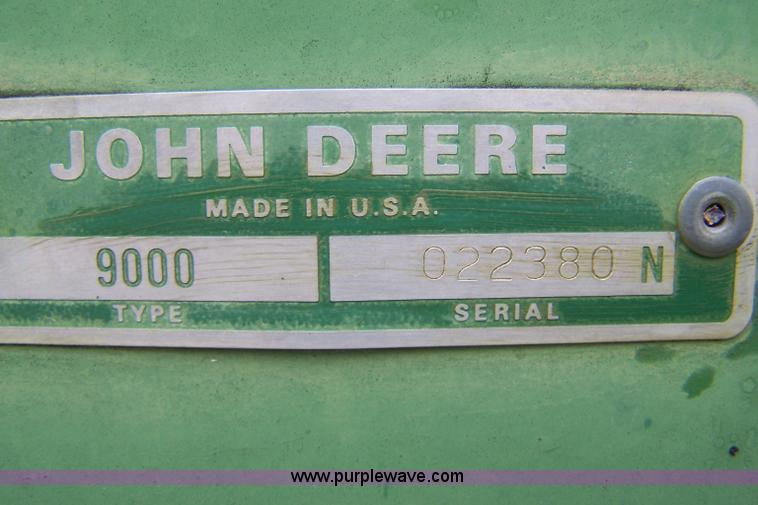 JOHN DEERE
MADE IN U.S.A.
9000 022380 N
TYPE SERIAL
www.purplewave.com